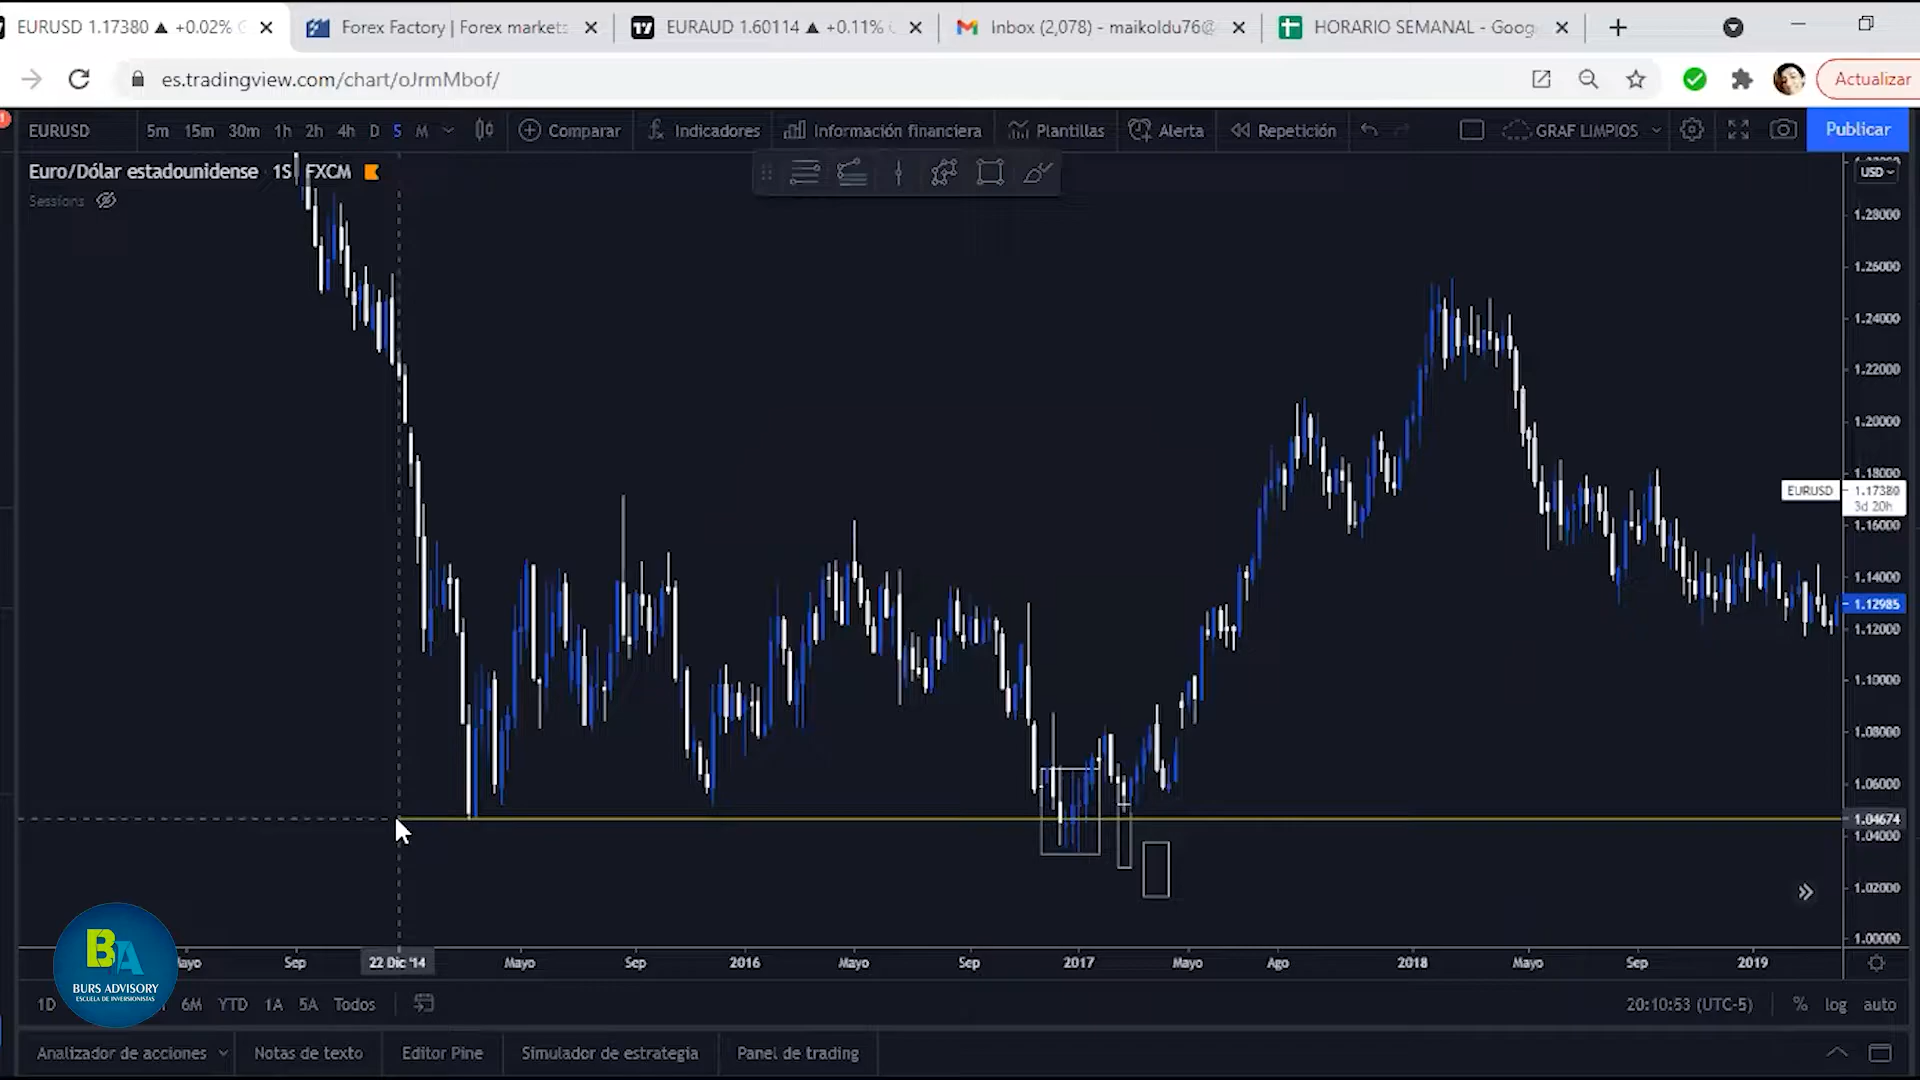 EURUSD 1.17380 ▲ +0.02%
Forex Factory | Forex markets
EURAUD 1.60114 ▲ +0.11%
Inbox (2,078) - maikoldu76@
HORARIO SEMANAL - Goog
es.tradingview.com/chart/oJrmMbof/
Actualizar
EURUSD 5m 15m 30m 1h 2h 4h D S M Comparar Indicadores Información financiera Plantillas Alerta Repetición GRAF LIMPIOS Publicar
Euro/Dólar estadounidense · 1S FXCM
USD
Sessions
1.28000
1.26000
1.24000
1.22000
1.20000
1.18000
EURUSD 1.17380
3d 20h
1.16000
1.14000
1.12985
1.12000
1.10000
1.08000
1.06000
1.04674
1.04000
1.02000
1.00000
Sep 22 Dic '14 Mayo Sep 2016 Mayo Sep 2017 Mayo Ago 2018 Mayo Sep 2019
BA
BURS ADVISORY
ESCUELA DE INVERSIONISTAS
1D 6M YTD 1A 5A Todos 20:10:53 (UTC-5) % log auto
Analizador de acciones Notas de texto Editor Pine Simulador de estrategia Panel de trading